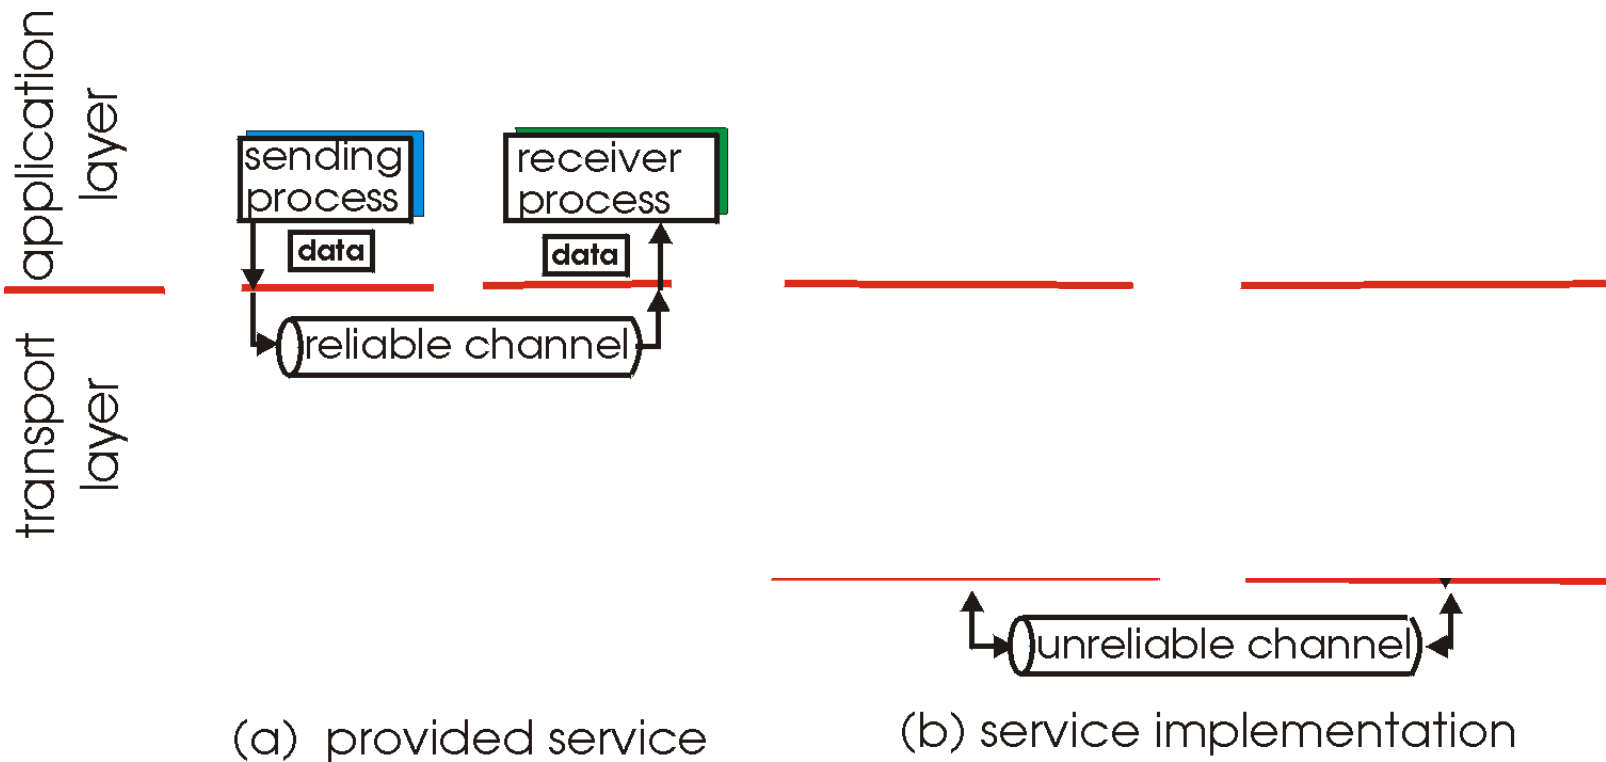 application
layer
transport
layer
sending
process
data
receiver
process
data
reliable channel
unreliable channel
(a) provided service
(b) service implementation